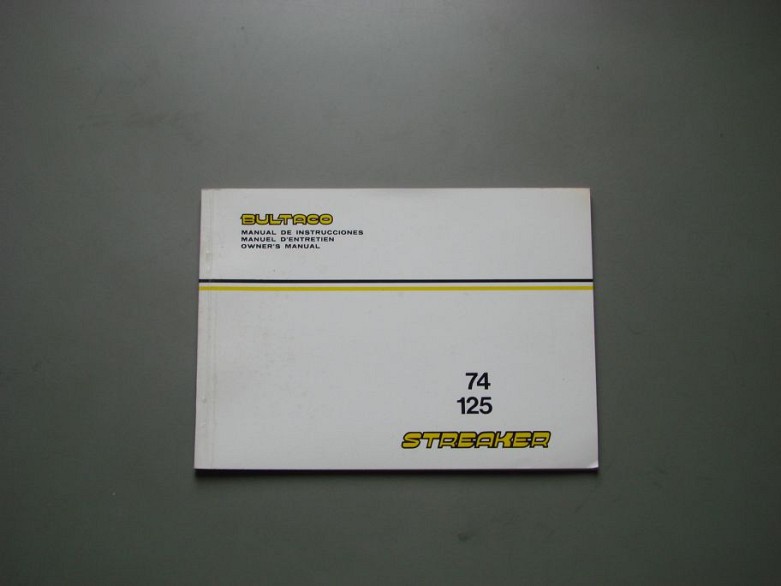 BULTACO
MANUAL DE INSTRUCCIONES
MANUEL D'ENTRETIEN
OWNER'S MANUAL
74
125
STREAKER